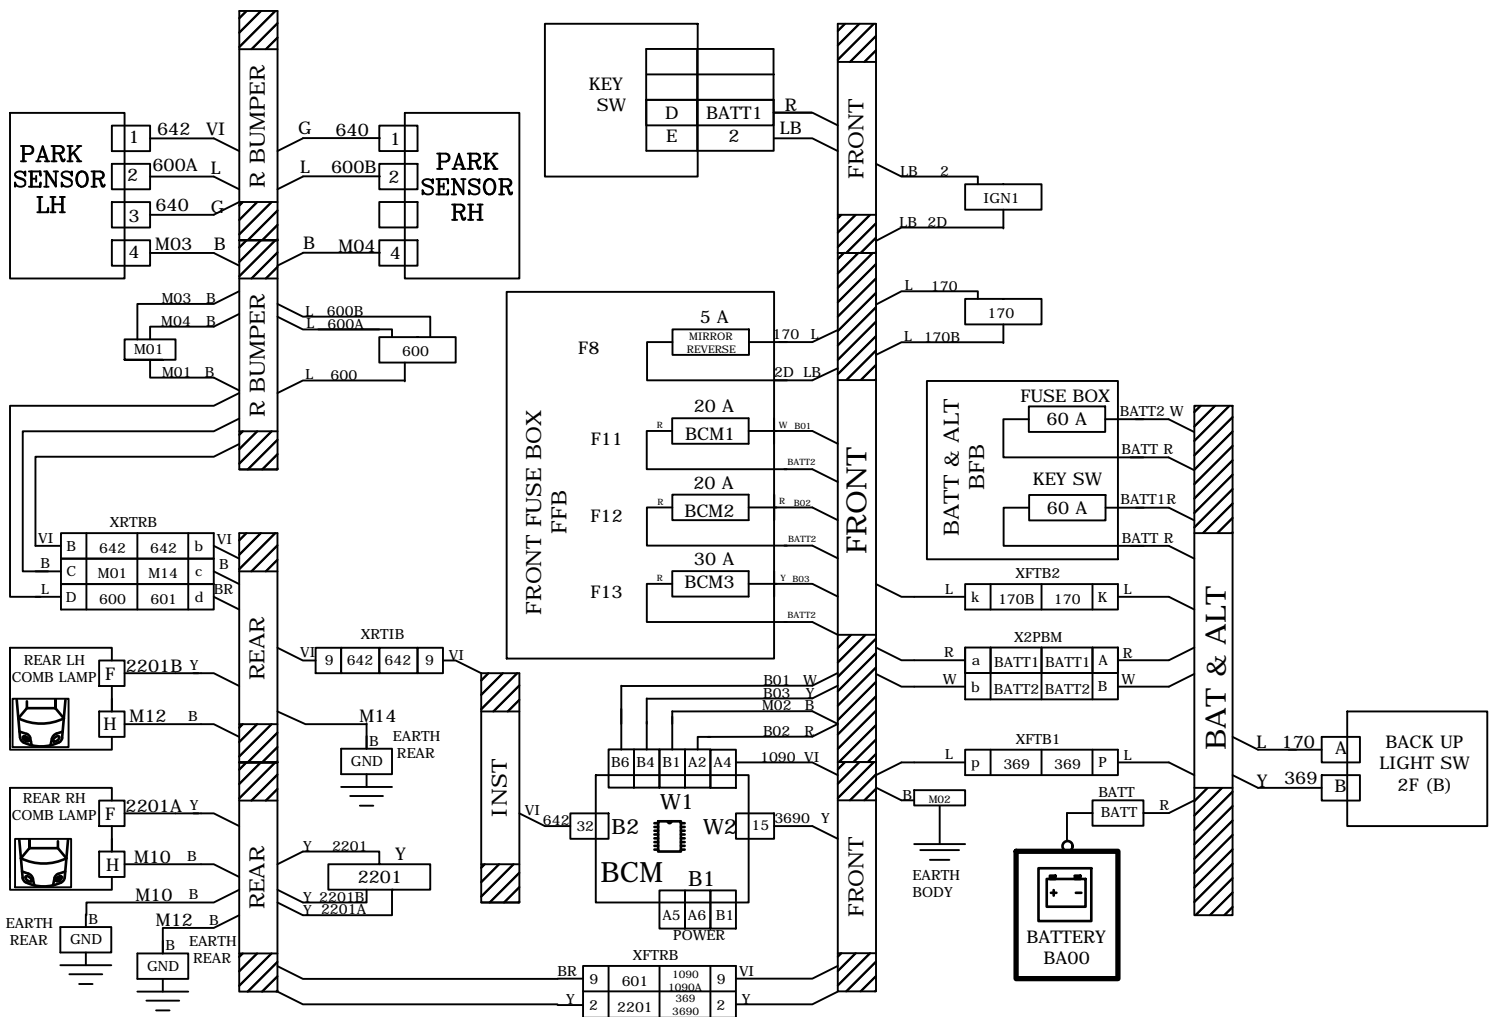 R BUMPER
PARK
SENSOR
LH
1 642 VI
2 600A L
3 640 G
4 M03 B
G 640 1
L 600B 2
B M04 4
PARK
SENSOR
RH
R BUMPER
M03 B
M04 B
M01
M01 B
L 600B
L 600A
600
L 600
KEY
SW
D BATT1 R
E 2 LB
FRONT
LB 2
IGN1
LB 2D
L 170
170
L 170B
FRONT FUSE BOX
FFB
F8
5 A
MIRROR
REVERSE
170 L
2D LB
F11
20 A
R BCM1 W B01
BATT2
F12
20 A
R BCM2 R B02
BATT2
F13
30 A
R BCM3 Y B03
BATT2
FRONT
BATT & ALT
BFB
FUSE BOX
60 A
BATT2 W
BATT R
KEY SW
60 A
BATT1 R
BATT R
BAT & ALT
XRTRB
VI B 642 642 b VI
B C M01 M14 c B
L D 600 601 d BR
REAR
XRTIB
VI 9 642 642 9 VI
REAR LH
COMB LAMP
F 2201B Y
H M12 B
M14
B
GND
EARTH
REAR
REAR RH
COMB LAMP
F 2201A Y
H M10 B
M10 B
M12 B
EARTH
REAR
B
GND
B
GND
EARTH
REAR
REAR
Y 2201 Y
2201
Y 2201B
Y 2201A
INST
VI 642 32
B01 W
B03 Y
M02 B
B02 R
B6 B4 B1 A2 A4
1090 VI
W1
B2
W2
15 3690 Y
BCM
B1
A5 A6 B1
POWER
FRONT
XFTRB
BR 9 601 1090 1090A 9 VI
Y 2 2201 369 3690 2 Y
XFTB2
L k 170B 170 K L
X2PBM
R a BATT1 BATT1 A R
W b BATT2 BATT2 B W
XFTB1
L p 369 369 P L
B M02
EARTH
BODY
BATT
BATT R
BATTERY
BA00
L 170 A
Y 369 B
BACK UP
LIGHT SW
2F (B)